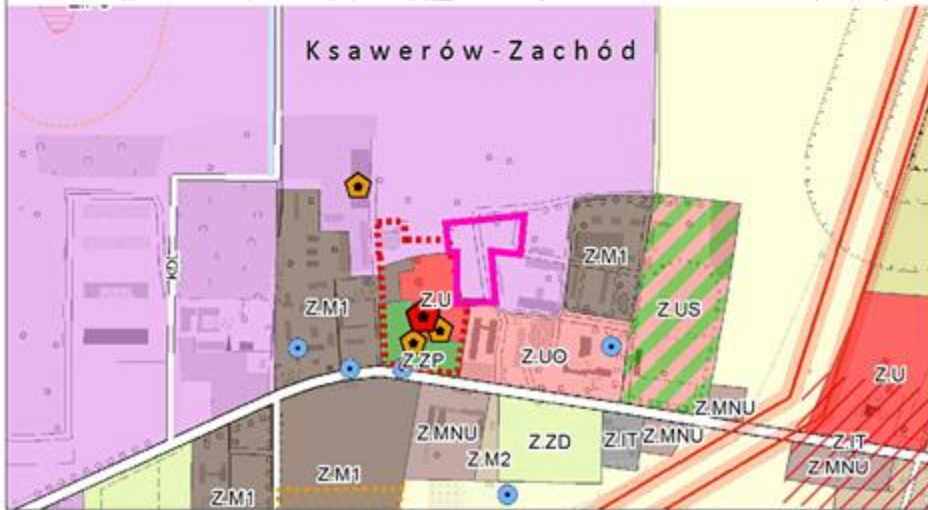 Ksawerów-Zachód
KDL
Z.M1
Z.M1
Z.U
Z.US
Z.ZP
Z.UO
Z.U
Z.MNU
Z.MNU
Z.M2
Z.ZD
Z.IT
Z.MNU
Z.IT
Z.MNU
Z.M1
Z.M1